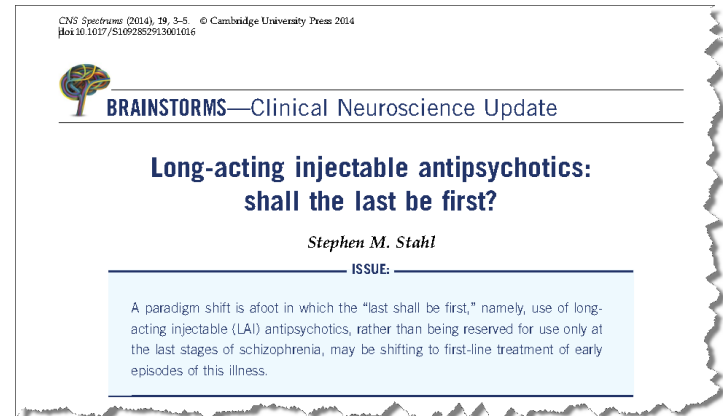 CNS Spectrums (2014), 19, 3–5. © Cambridge University Press 2014
doi:10.1017/S1092852913001016
BRAINSTORMS—Clinical Neuroscience Update
Long-acting injectable antipsychotics:
shall the last be first?
Stephen M. Stahl
ISSUE:
A paradigm shift is afoot in which the “last shall be first,” namely, use of long-
acting injectable (LAI) antipsychotics, rather than being reserved for use only at
the last stages of schizophrenia, may be shifting to first-line treatment of early
episodes of this illness.